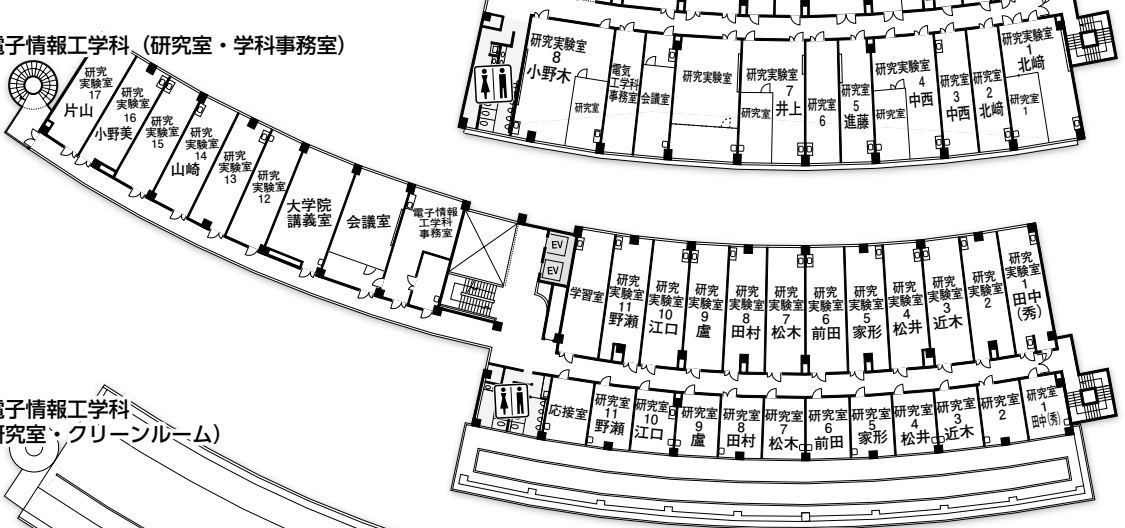 研究実験室
8
小野木
研究室
電気
工学科
事務室
会議室
研究実験室
研究実験室
7
井上
研究室
研究室
6
研究室
5
進藤
研究実験室
4
中西
研究室
研究実験室
3
中西
研究実験室
2
北﨑
研究実験室
1
北﨑
研究室
1
電子情報工学科（研究室・学科事務室）
研究
実験室
17
片山
研究
実験室
16
小野美
研究
実験室
15
研究
実験室
14
山崎
研究
実験室
13
研究
実験室
12
大学院
講義室
会議室
電子情報
工学科
事務室
EV
EV
学習室
研究
実験室
11
野瀬
研究
実験室
10
江口
研究
実験室
9
盧
研究
実験室
8
田村
研究
実験室
7
松木
研究
実験室
6
前田
研究
実験室
5
家形
研究
実験室
4
松井
研究
実験室
3
近木
研究
実験室
2
研究
実験室
1
田中
（秀）
応接室
研究室
11
野瀬
研究室
10
江口
研究室
9
盧
研究室
8
田村
研究室
7
松木
研究室
6
前田
研究室
5
家形
研究室
4
松井
研究室
3
近木
研究室
2
研究室
1
田中(秀)
電子情報工学科
研究室・クリーンルーム）